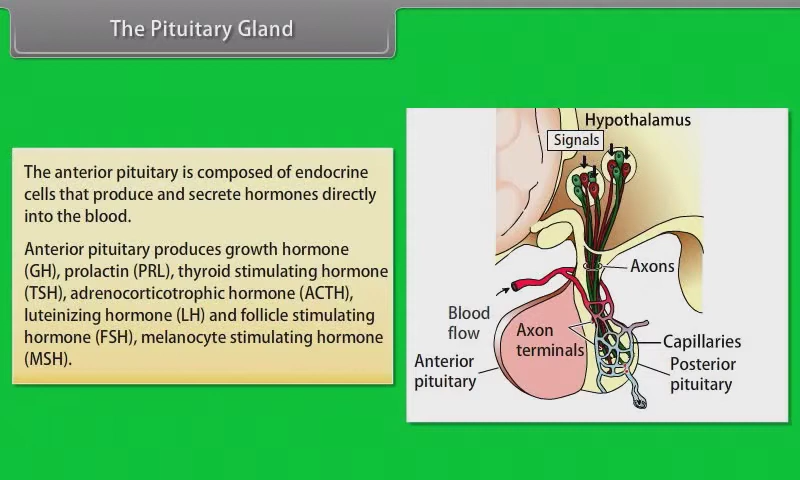 The Pituitary Gland
The anterior pituitary is composed of endocrine
cells that produce and secrete hormones directly
into the blood.
Anterior pituitary produces growth hormone
(GH), prolactin (PRL), thyroid stimulating hormone
(TSH), adrenocorticotrophic hormone (ACTH),
luteinizing hormone (LH) and follicle stimulating
hormone (FSH), melanocyte stimulating hormone
(MSH).
Hypothalamus
Signals
Axons
Blood
flow
Axon
terminals
Capillaries
Anterior
pituitary
Posterior
pituitary